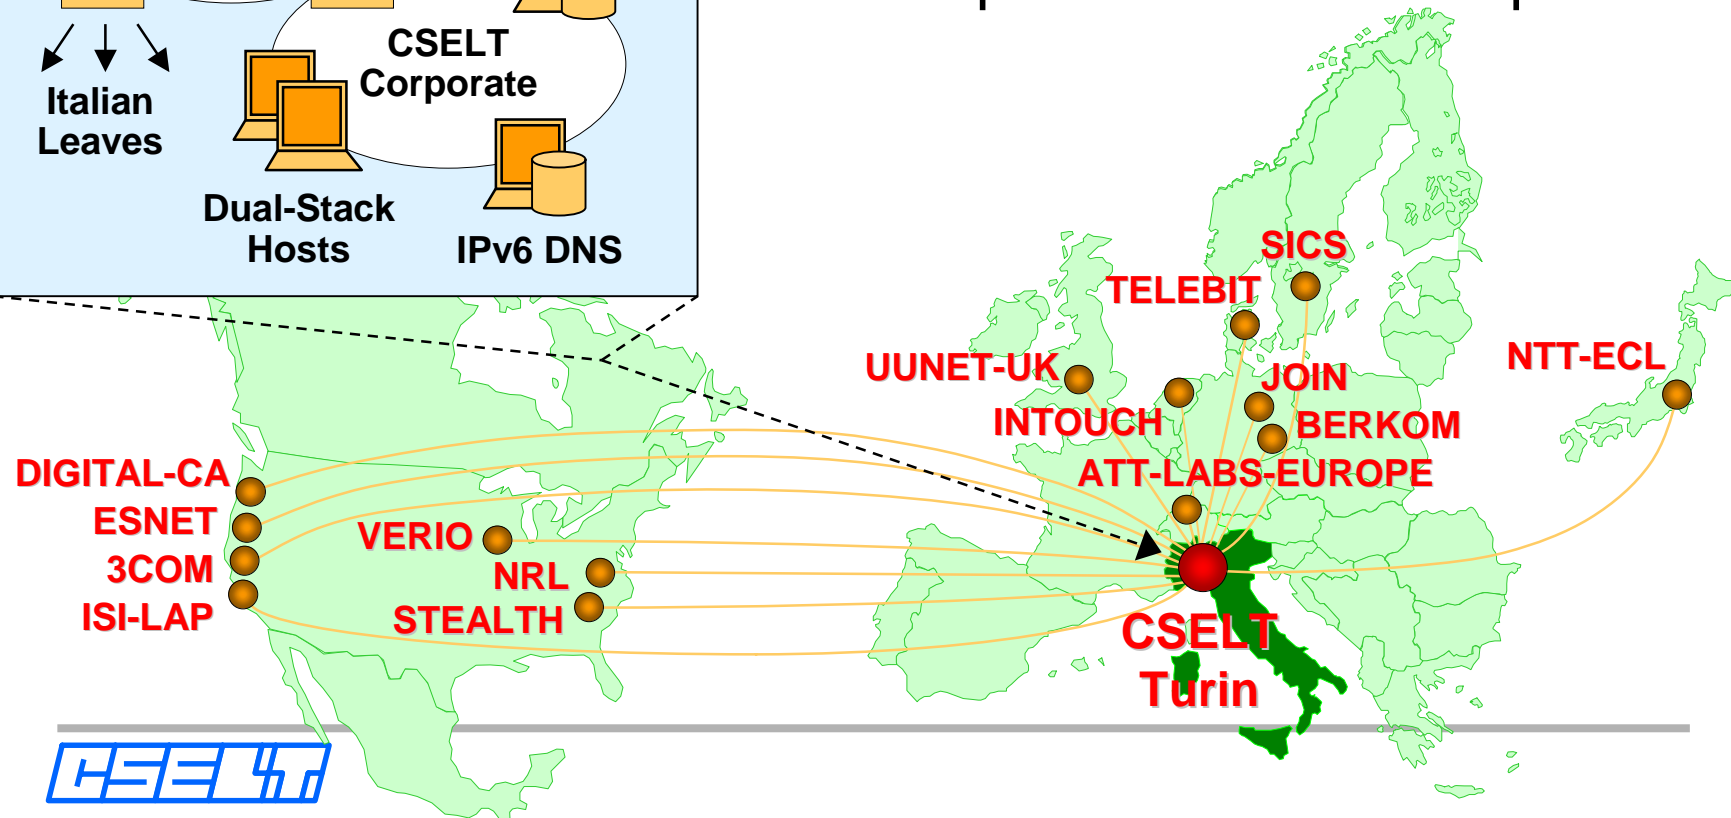 CSELT
Corporate
Italian
Leaves
Dual-Stack
Hosts
IPv6 DNS
SICS
TELEBIT
UUNET-UK
NTT-ECL
JOIN
INTOUCH
BERKOM
ATT-LABS-EUROPE
DIGITAL-CA
ESNET
VERIO
3COM
NRL
ISI-LAP
STEALTH
CSELT
Turin
CSELT